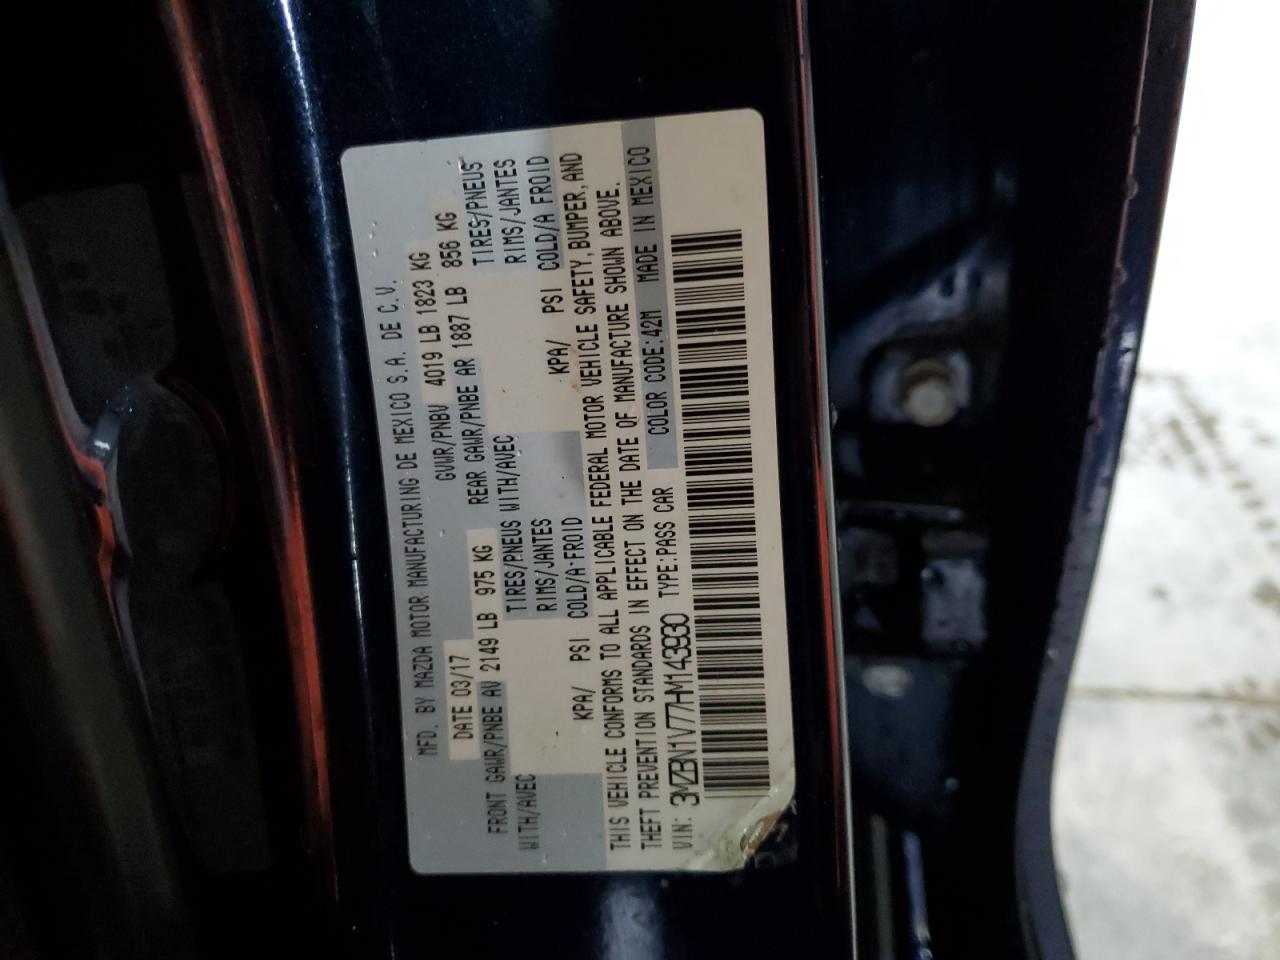 MFD. BY MAZDA MOTOR MANUFACTURING DE MEXICO S.A. DE C.V.
DATE 03/17 GVWR/PNBV 4019 LB 1823 KG
FRONT GAWR/PNBE AV 2149 LB 975 KG REAR GAWR/PNBE AR 1887 LB 856 KG
WITH/AVEC TIRES/PNEUS WITH/AVEC TIRES/PNEUS
RIMS/JANTES RIMS/JANTES
KPA/ PSI COLD/A-FROID KPA/ PSI COLD/A FROID
THIS VEHICLE CONFORMS TO ALL APPLICABLE FEDERAL MOTOR VEHICLE SAFETY, BUMPER, AND
THEFT PREVENTION STANDARDS IN EFFECT ON THE DATE OF MANUFACTURE SHOWN ABOVE.
VIN: 3MZBN1V77HM143930 TYPE:PASS CAR COLOR CODE:42M MADE IN MEXICO